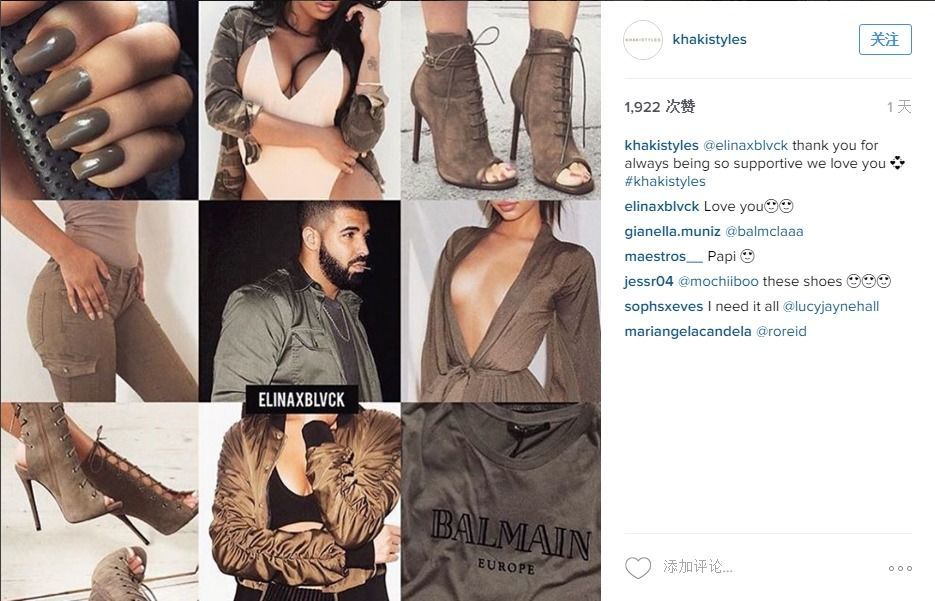 KHAKISTYLES
khakistyles
关注
1,922 次赞
1 天
khakistyles @elinaxblvck thank you for
always being so supportive we love you
#khakistyles
elinaxblvck Love you
gianella.muniz @balmclaaa
maestros__ Papi
jessr04 @mochiiboo these shoes
sophsxeves I need it all @lucyjaynehall
mariangelacandela @roreid
添加评论...
ELINAXBLVCK
BALMAIN
EUROPE